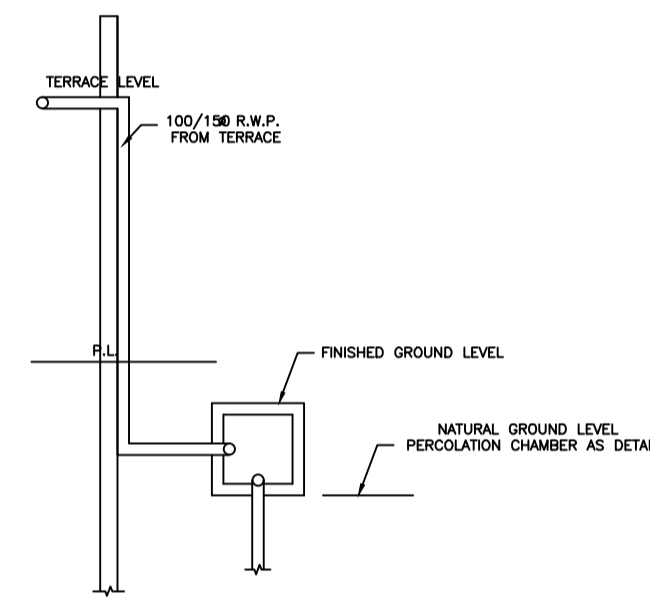 TERRACE LEVEL
100/150 R.W.P.
FROM TERRACE
P.L.
FINISHED GROUND LEVEL
NATURAL GROUND LEVEL
PERCOLATION CHAMBER AS DETAI